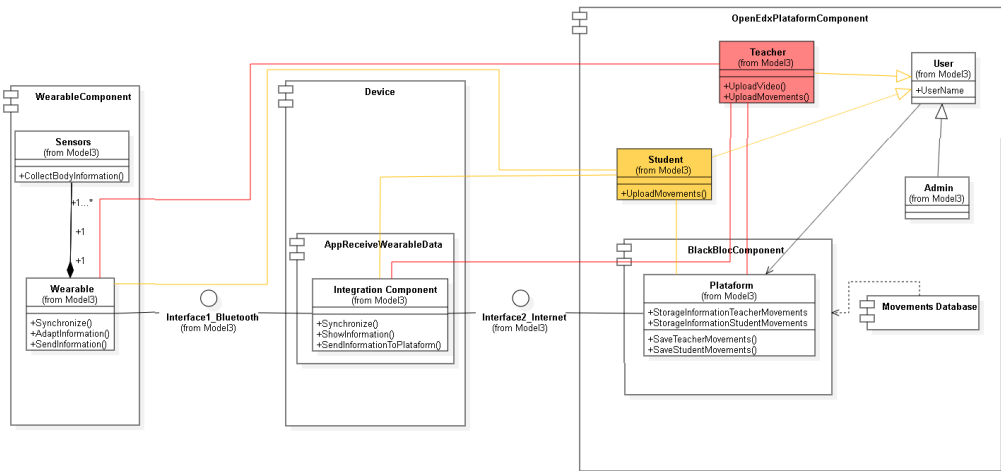 OpenEdxPlataformComponent
Teacher
(from Model3)
+UploadVideo()
+UploadMovements()
User
(from Model3)
+UserName
WearableComponent
Device
Sensors
(from Model3)
+CollectBodyInformation()
Student
(from Model3)
+UploadMovements()
Admin
(from Model3)
+1...*
+1
+1
AppReceiveWearableData
BlackBlocComponent
Wearable
(from Model3)
+Synchronize()
+AdaptInformation()
+SendInformation()
Interface1_Bluetooth
(from Model3)
Integration Component
(from Model3)
+Synchronize()
+ShowInformation()
+SendInformationToPlataform()
Interface2_Internet
(from Model3)
Plataform
(from Model3)
+StorageInformationTeacherMovements
+StorageInformationStudentMovements
+SaveTeacherMovements()
+SaveStudentMovements()
Movements Database